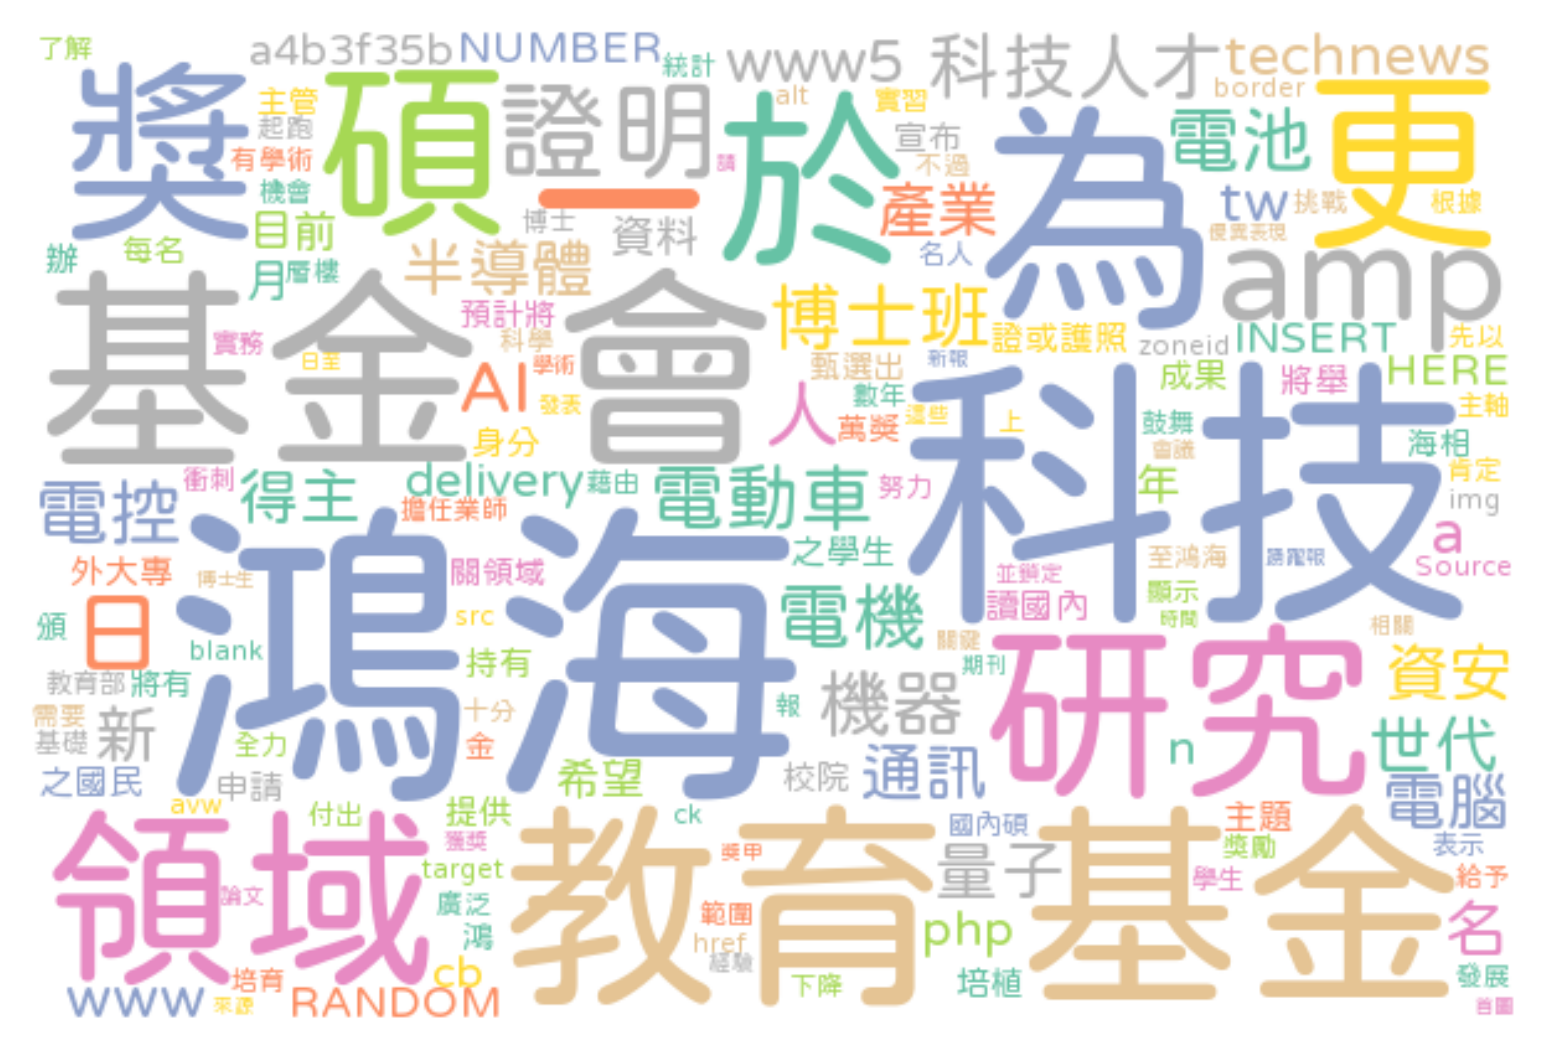 了解
a4b3f35b
NUMBER
統計
www5
科技人才
technews
獎
主管
起跑
有學術
機會
碩
證明
一
alt
實習
宣布
不過
請
於
為
電池
border
更
目前
每名
辦
月
層樓
半導體
博士
資料
產業
名人
tw
挑戰
根據
優異表現
amp
基金會
實務
預計將
科學
日至
AI
學術
發表
身分
博士班
證或護照
zoneid
INSERT
先以
甄選出
新報
數年
這些
上
人
萬獎
成果
將舉
HERE
主軸
鼓舞
會議
海相
肯定
img
科技
電控
衝刺
得主
delivery
藉由
擔任業師
電動車
努力
年
a
Source
外大專
博士生
關領域
之學生
至鴻海
勝寵報
並鎖定
顯示
時間
讀國內
日
頒
blank
src
鴻海
電機
關鍵
期刊
相關
資安
教育部
將有
持有
需要
基礎
新
全力
十分
金
報
機器
研究
n
世代
之國民
申請
希望
校院
通訊
電腦
avw
付出
提供
獲獎
ck
國內碩
主題
獎勵
表示
領域
論文
target
廣泛
鴻
教育基金
獎甲
範圍
href
經驗
量子
php
學生
給予
名
培育
cb
下降
培植
發展
www
來源
RANDOM
首圖